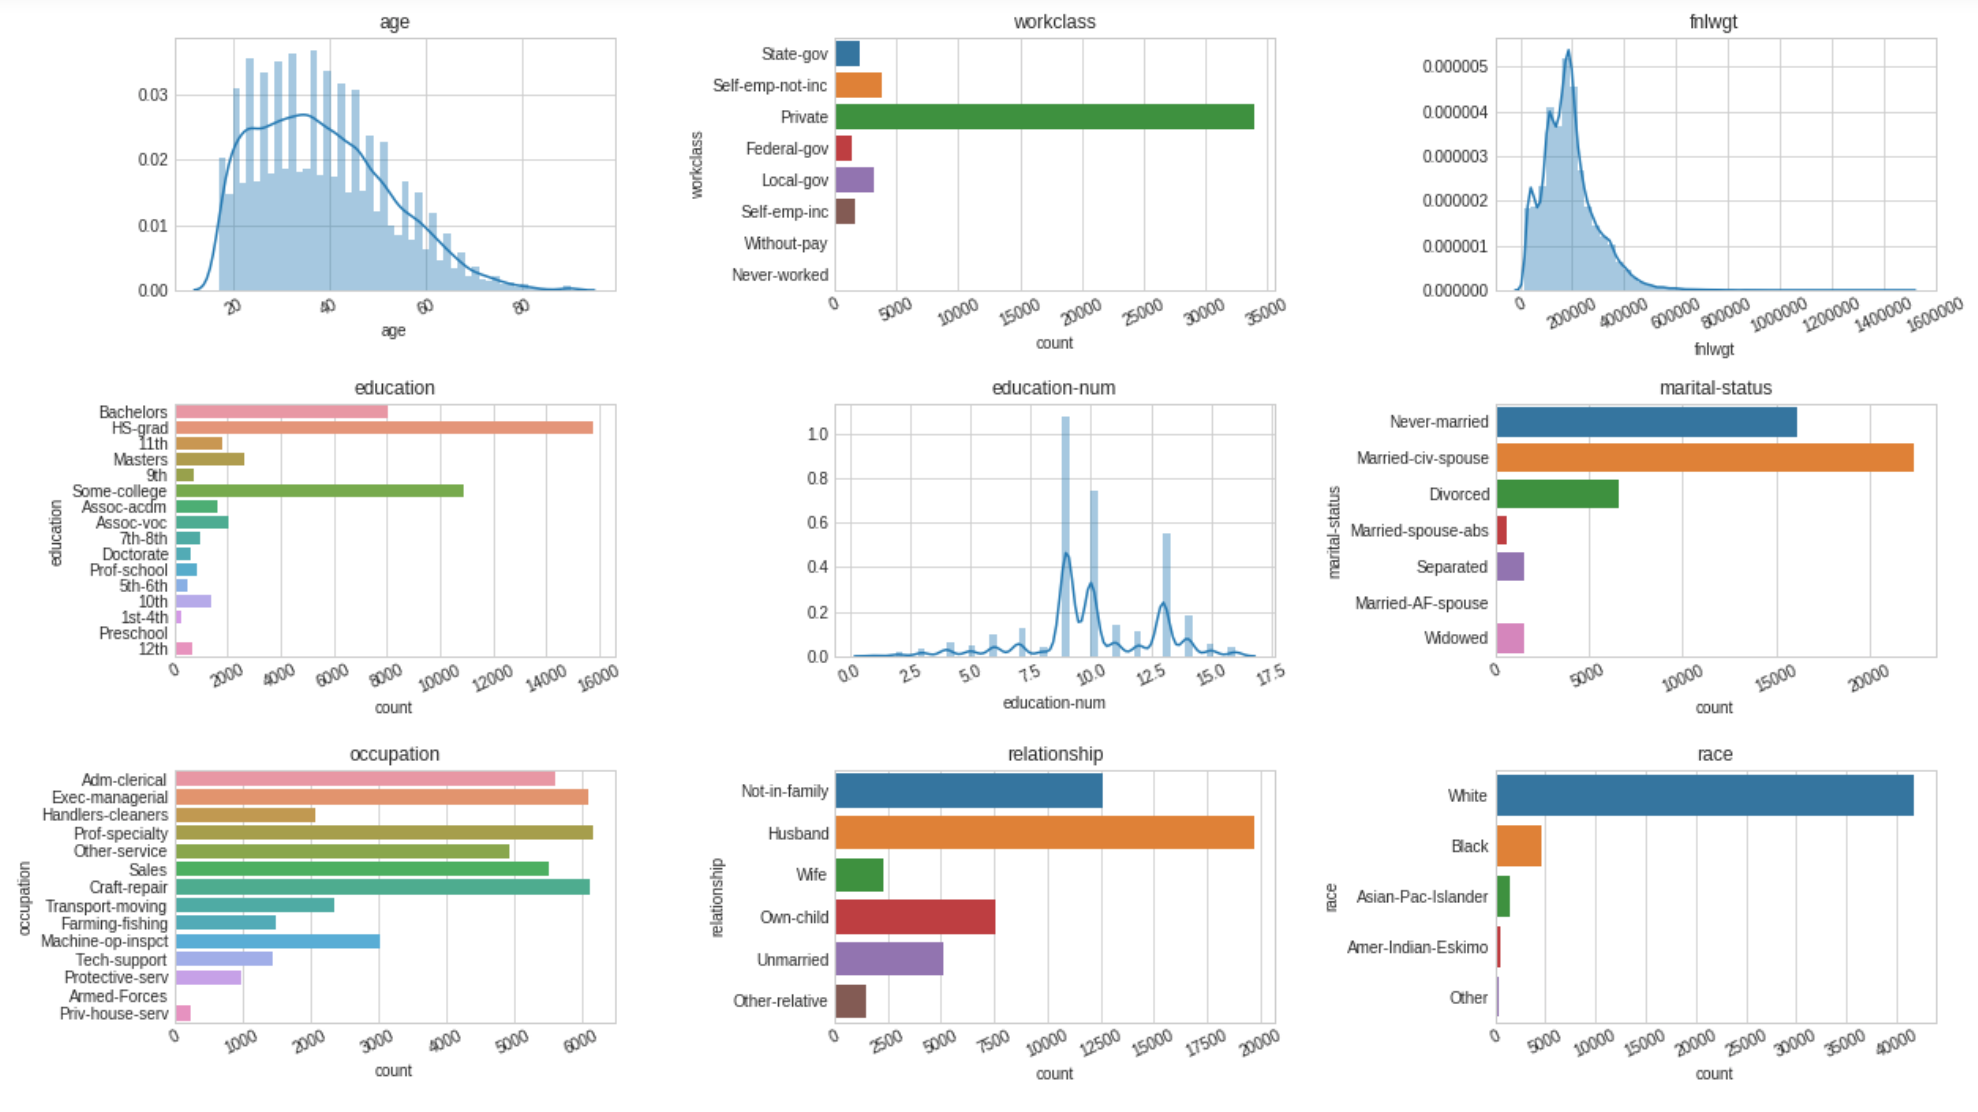 age
0.03
0.02
0.01
0.00
20
40
60
80
age
workclass
workclass
State-gov
Self-emp-not-inc
Private
Federal-gov
Local-gov
Self-emp-inc
Without-pay
Never-worked
0
5000
10000
15000
20000
25000
30000
35000
count
fnlwgt
0.000005
0.000004
0.000003
0.000002
0.000001
0.000000
0
200000
400000
600000
800000
1000000
1200000
1400000
1600000
fnlwgt
education
education
Bachelors
HS-grad
11th
Masters
9th
Some-college
Assoc-acdm
Assoc-voc
7th-8th
Doctorate
Prof-school
5th-6th
10th
1st-4th
Preschool
12th
0
2000
4000
6000
8000
10000
12000
14000
16000
count
education-num
1.0
0.8
0.6
0.4
0.2
0.0
0.0
2.5
5.0
7.5
10.0
12.5
15.0
17.5
education-num
marital-status
marital-status
Never-married
Married-civ-spouse
Divorced
Married-spouse-abs
Separated
Married-AF-spouse
Widowed
0
5000
10000
15000
20000
count
occupation
occupation
Adm-clerical
Exec-managerial
Handlers-cleaners
Prof-specialty
Other-service
Sales
Craft-repair
Transport-moving
Farming-fishing
Machine-op-inspct
Tech-support
Protective-serv
Armed-Forces
Priv-house-serv
0
1000
2000
3000
4000
5000
6000
count
relationship
relationship
Not-in-family
Husband
Wife
Own-child
Unmarried
Other-relative
0
2500
5000
7500
10000
12500
15000
17500
20000
count
race
race
White
Black
Asian-Pac-Islander
Amer-Indian-Eskimo
Other
0
5000
10000
15000
20000
25000
30000
35000
40000
count